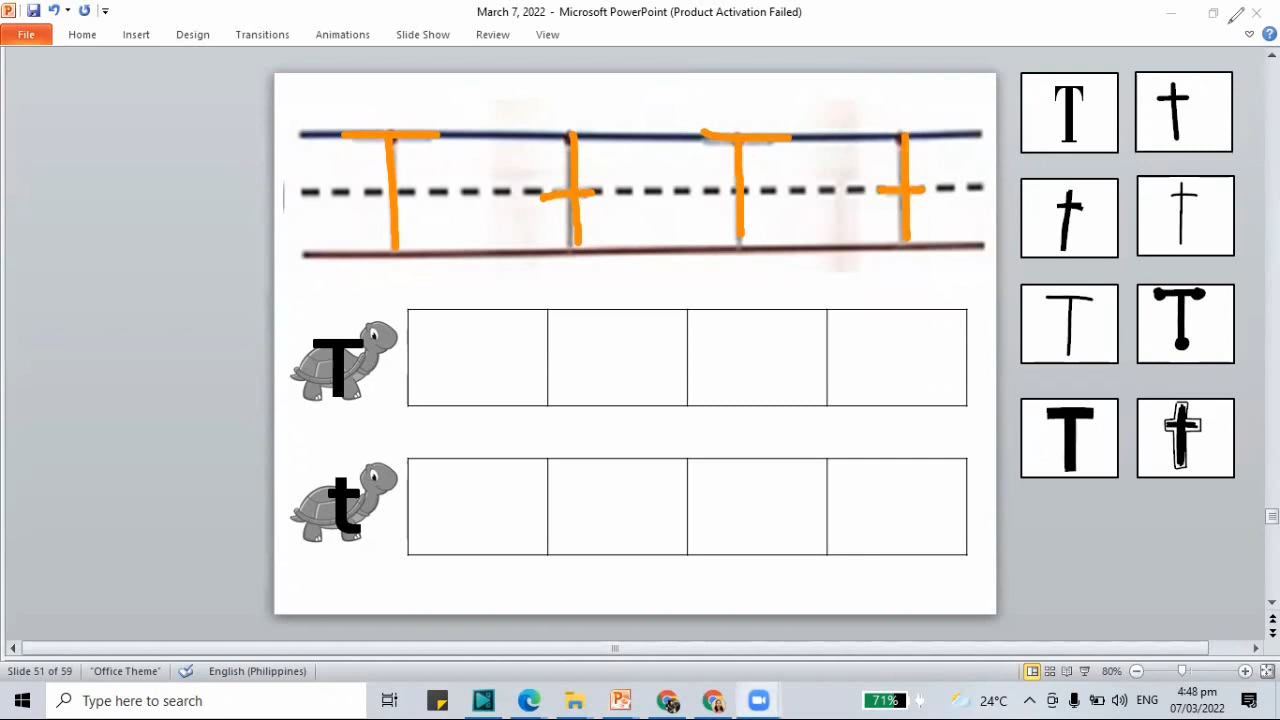 March 7, 2022 - Microsoft PowerPoint (Product Activation Failed)
File Home Insert Design Transitions Animations Slide Show Review View
T t T t
T t
t t
T T
T t
T
t
Slide 51 of 59 "Office Theme" English (Philippines) 80%
Type here to search 71% 24°C ENG 4:48 pm
07/03/2022